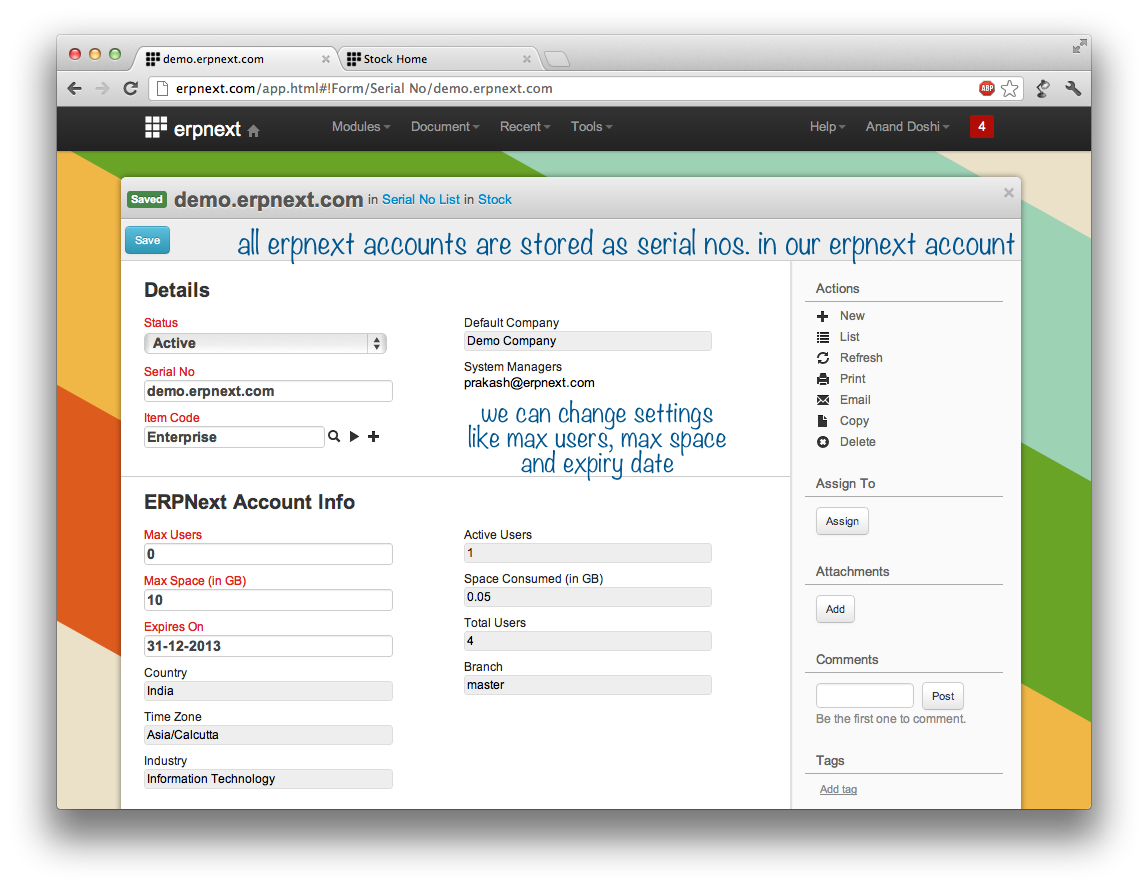 demo.erpnext.com
Stock Home
erpnext.com/app.html#!Form/Serial No/demo.erpnext.com
ABP
erpnext Modules Document Recent Tools Help Anand Doshi 4
Saved demo.erpnext.com in Serial No List in Stock
Save
all erpnext accounts are stored as serial nos. in our erpnext account
Details
Status
Active
Serial No
demo.erpnext.com
Item Code
Enterprise
Default Company
Demo Company
System Managers
prakash@erpnext.com
we can change settings
like max users, max space
and expiry date
ERPNext Account Info
Max Users
0
Max Space (in GB)
10
Expires On
31-12-2013
Country
India
Time Zone
Asia/Calcutta
Industry
Information Technology
Active Users
1
Space Consumed (in GB)
0.05
Total Users
4
Branch
master
Actions
New
List
Refresh
Print
Email
Copy
Delete
Assign To
Assign
Attachments
Add
Comments
Post
Be the first one to comment.
Tags
Add tag